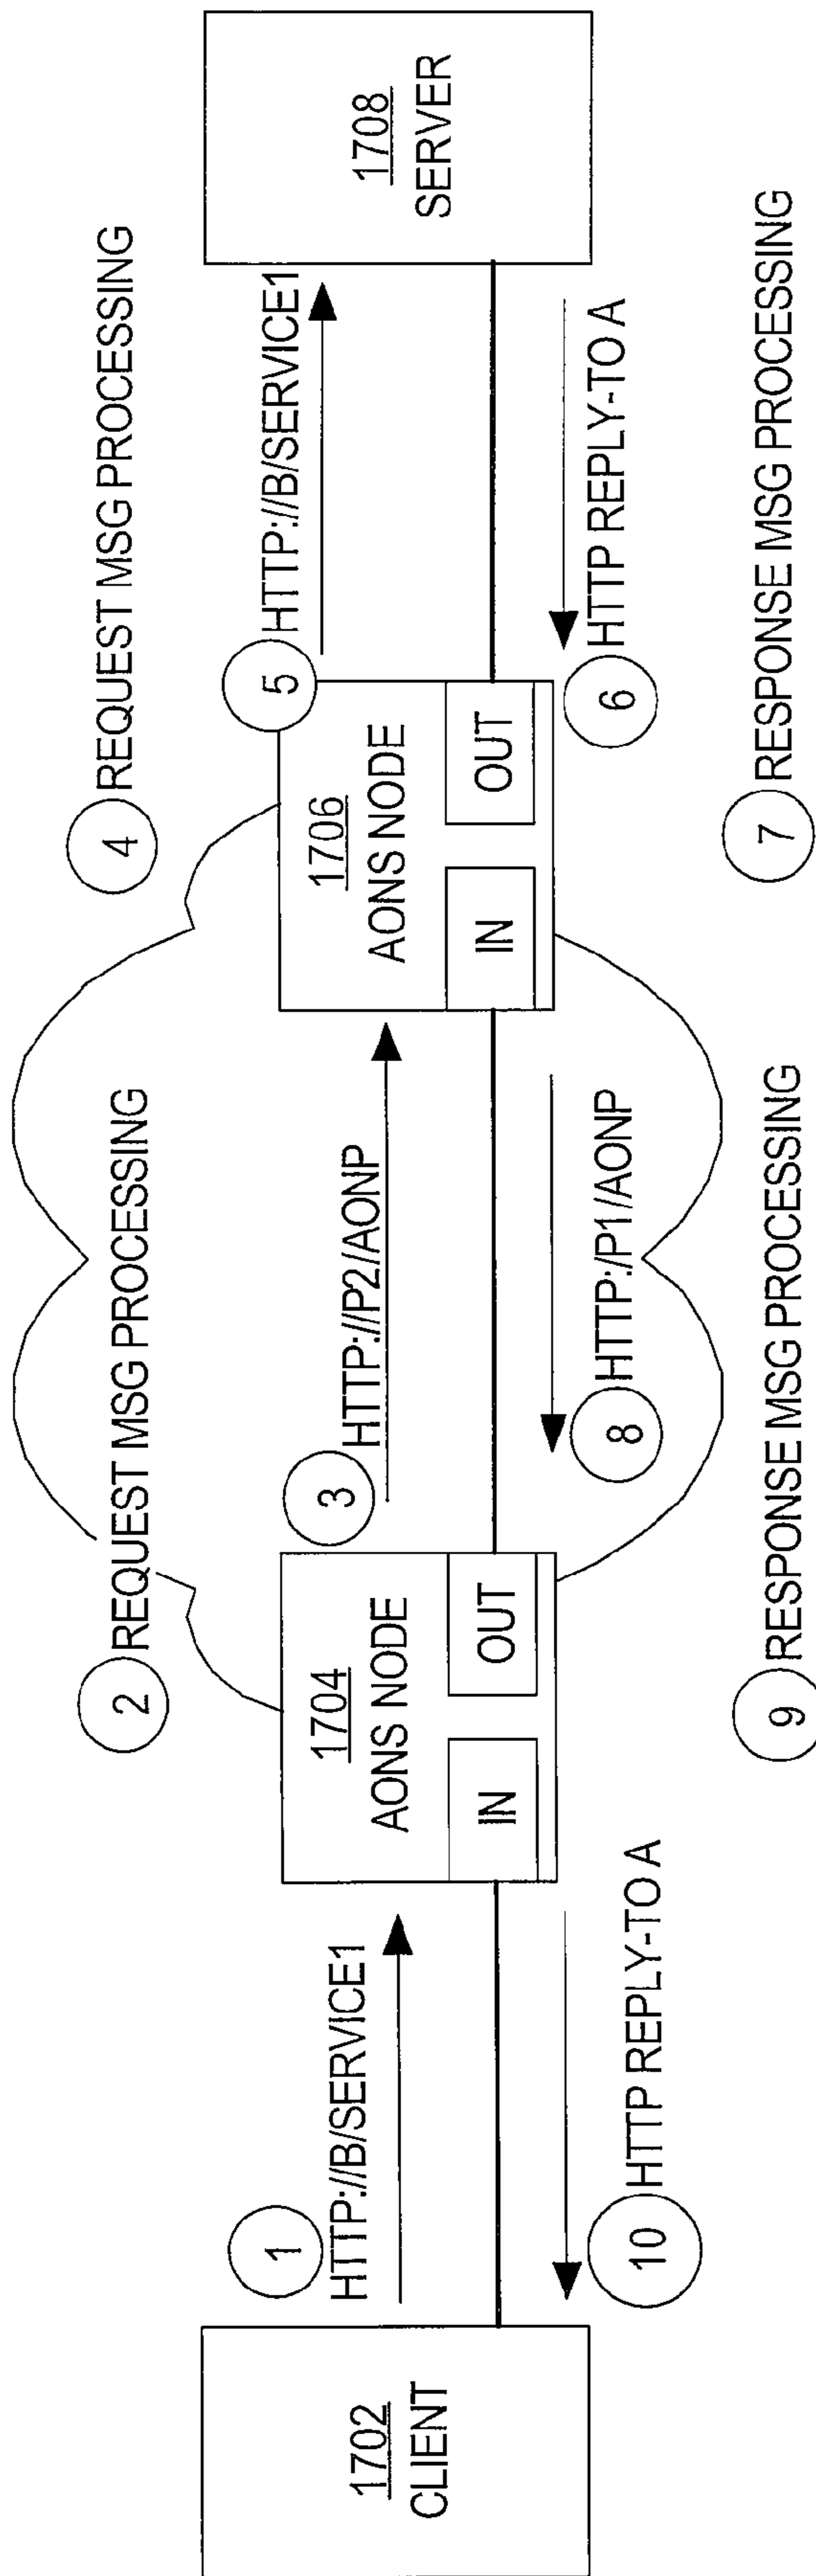 1702
CLIENT
1
HTTP://B/SERVICE1
2 REQUEST MSG PROCESSING
1704
AONS NODE
IN
OUT
3
HTTP://P2/AONP
4 REQUEST MSG PROCESSING
1706
AONS NODE
IN
OUT
5 HTTP://B/SERVICE1
1708
SERVER
6
HTTP REPLY-TO A
7 RESPONSE MSG PROCESSING
8 HTTP:/P1/AONP
9 RESPONSE MSG PROCESSING
10 HTTP REPLY-TO A